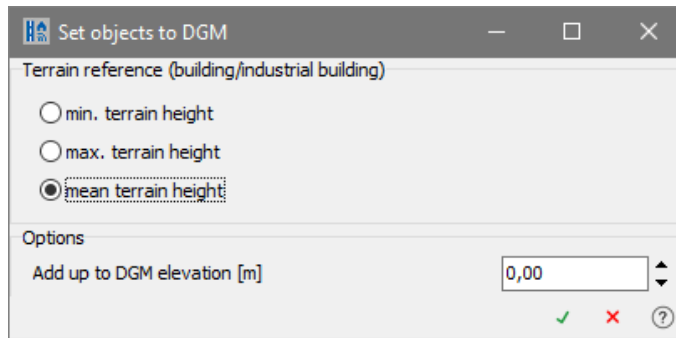 Set objects to DGM
Terrain reference (building/industrial building)
min. terrain height
max. terrain height
mean terrain height
Options
Add up to DGM elevation [m] 0,00